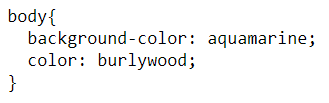 body{
  background-color: aquamarine;
  color: burlywood;
}